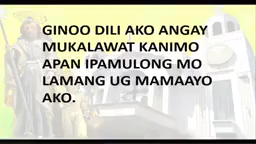 GINOO DILI AKO ANGAY
MUKALAWAT KANIMO
APAN IPAMULONG MO
LAMANG UG MAMAAYO
AKO.